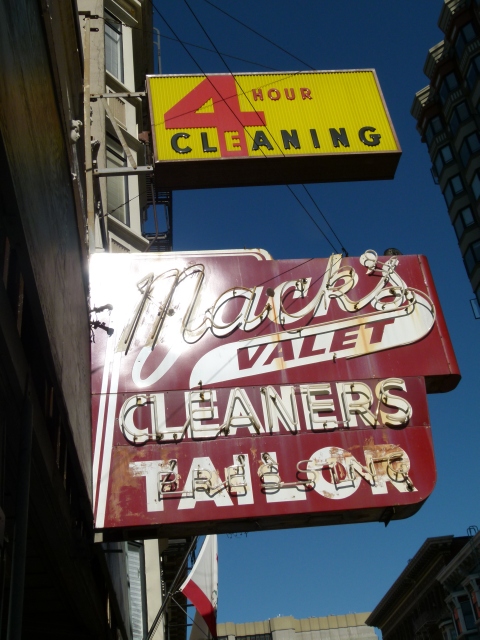 4 HOUR
CLEANING
Mack's
VALET
CLEANERS
TAILOR